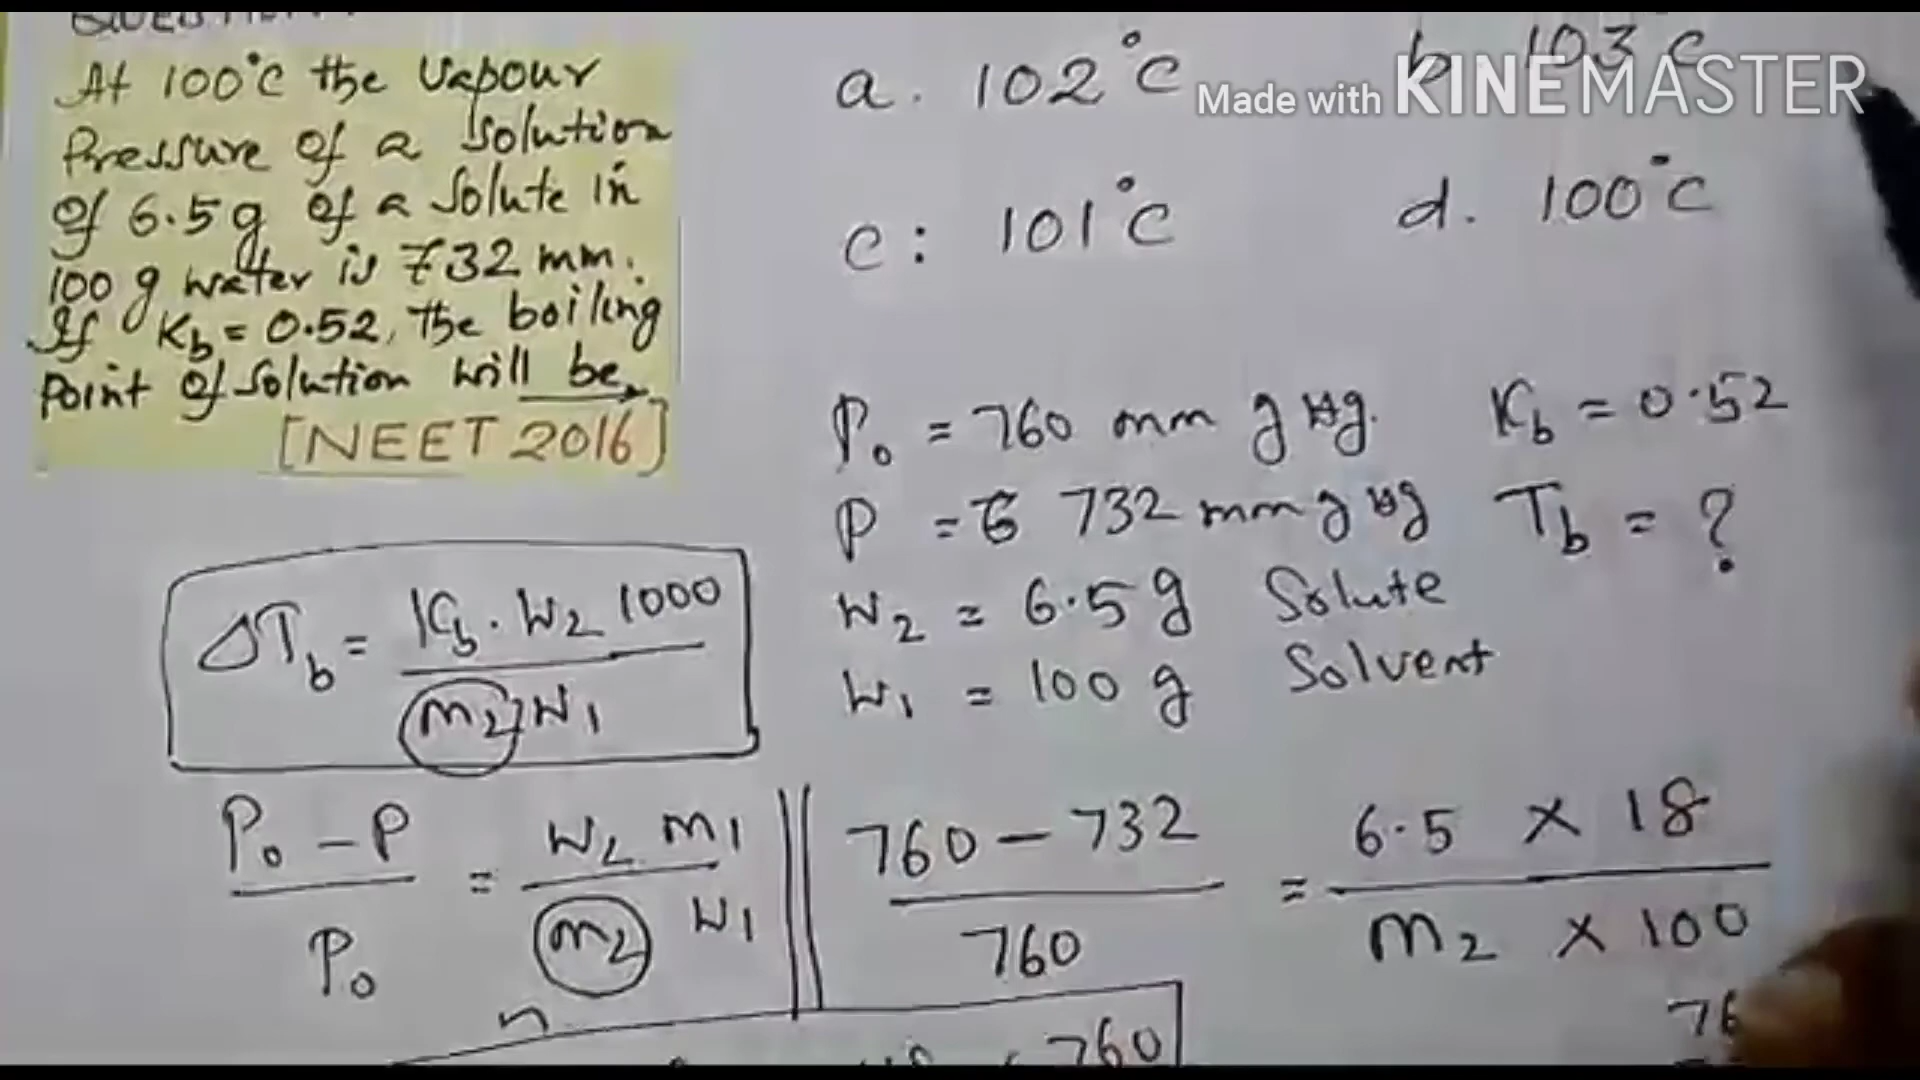 QUESTION
At 100°C the Vapour
Pressure of a solution
of 6.5g of a solute in
100 g water is 732 mm.
If Kb = 0.52, the boiling
Point of solution will be
[NEET 2016]
a. 102°C
b. 103°C
Made with KINEMASTER
c: 101°C
d. 100°C
P₀ = 760 mm g Hg. Kb = 0.52
P = 732 mm g Hg Tb = ?
W₂ = 6.5 g Solute
W₁ = 100 g Solvent
ΔTb = Kb . W₂ 1000
m₂ W₁
P₀ - P = W₂ m₁
P₀ m₂ W₁
760 - 732 = 6.5 × 18
760 m₂ × 100
760